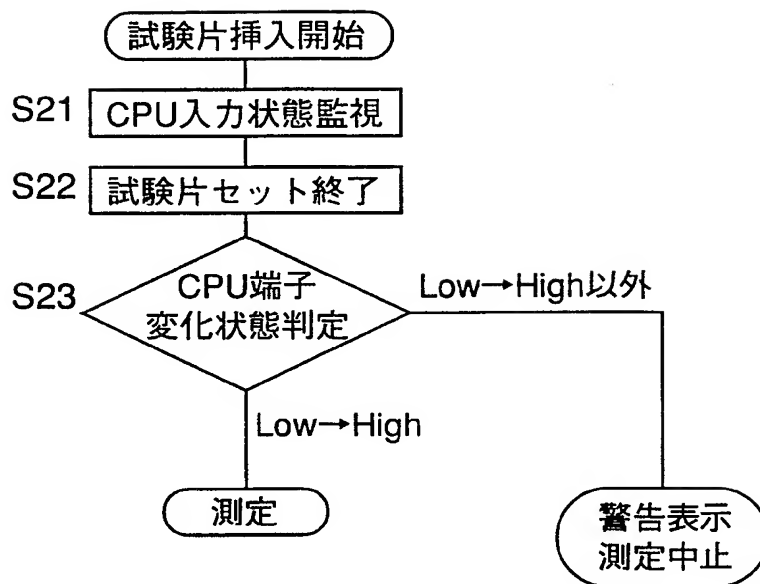 試験片挿入開始
S21 CPU入力状態監視
S22 試験片セット終了
S23 CPU端子
変化状態判定
Low→High以外
Low→High
測定
警告表示
測定中止